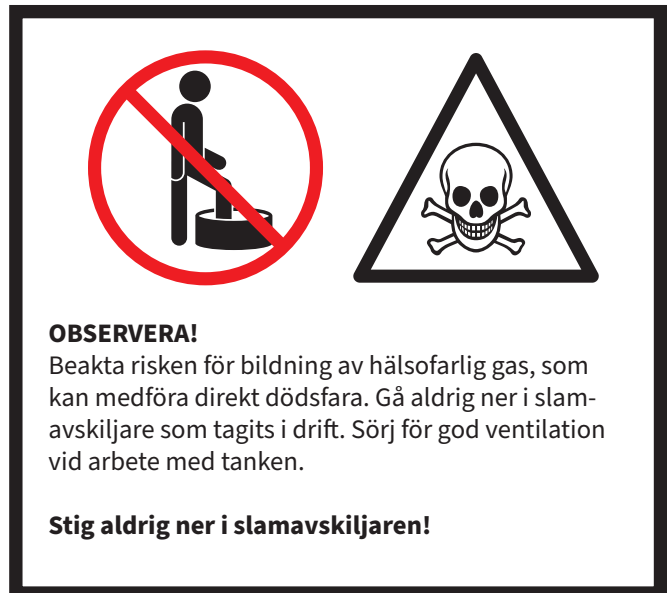 OBSERVERA!
Beakta risken för bildning av hälsofarlig gas, som
kan medföra direkt dödsfara. Gå aldrig ner i slam-
avskiljare som tagits i drift. Sörj för god ventilation
vid arbete med tanken.
Stig aldrig ner i slamavskiljaren!